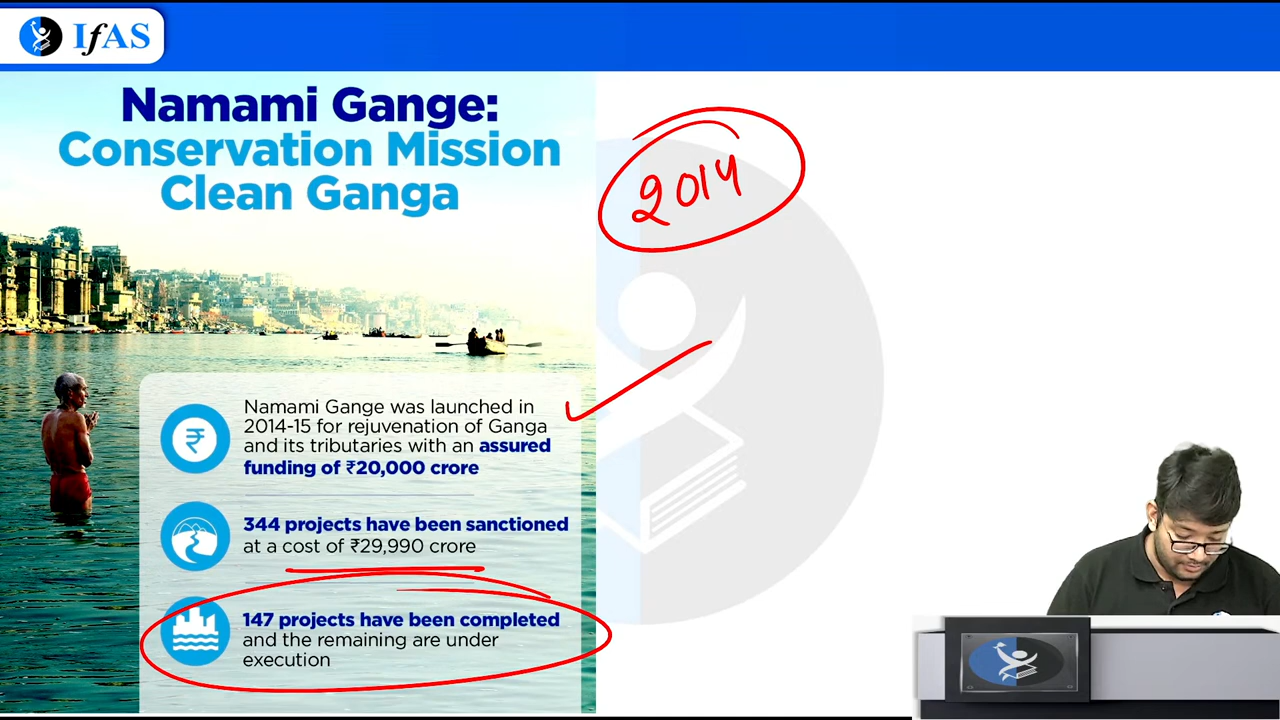 IfAS
Namami Gange:
Conservation Mission
Clean Ganga
2014
Namami Gange was launched in
2014-15 for rejuvenation of Ganga
and its tributaries with an assured
funding of ₹20,000 crore
344 projects have been sanctioned
at a cost of ₹29,990 crore
147 projects have been completed
and the remaining are under
execution